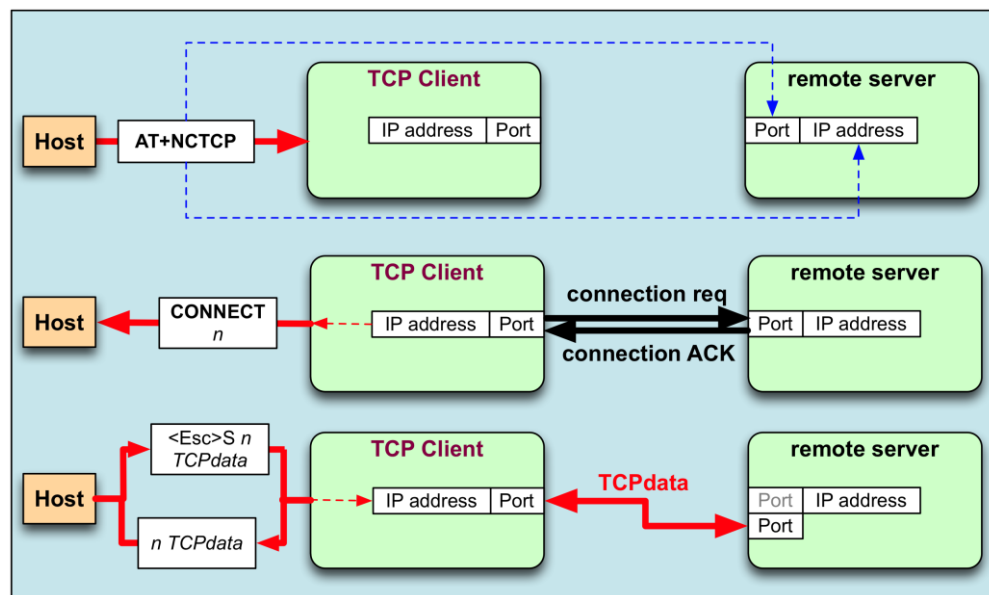 TCP Client
remote server
Host
AT+NCTCP
IP address
Port
Port
IP address
TCP Client
remote server
Host
CONNECT
n
IP address
Port
connection req
connection ACK
Port
IP address
TCP Client
remote server
Host
<Esc>S n
TCPdata
n TCPdata
IP address
Port
TCPdata
Port
IP address
Port